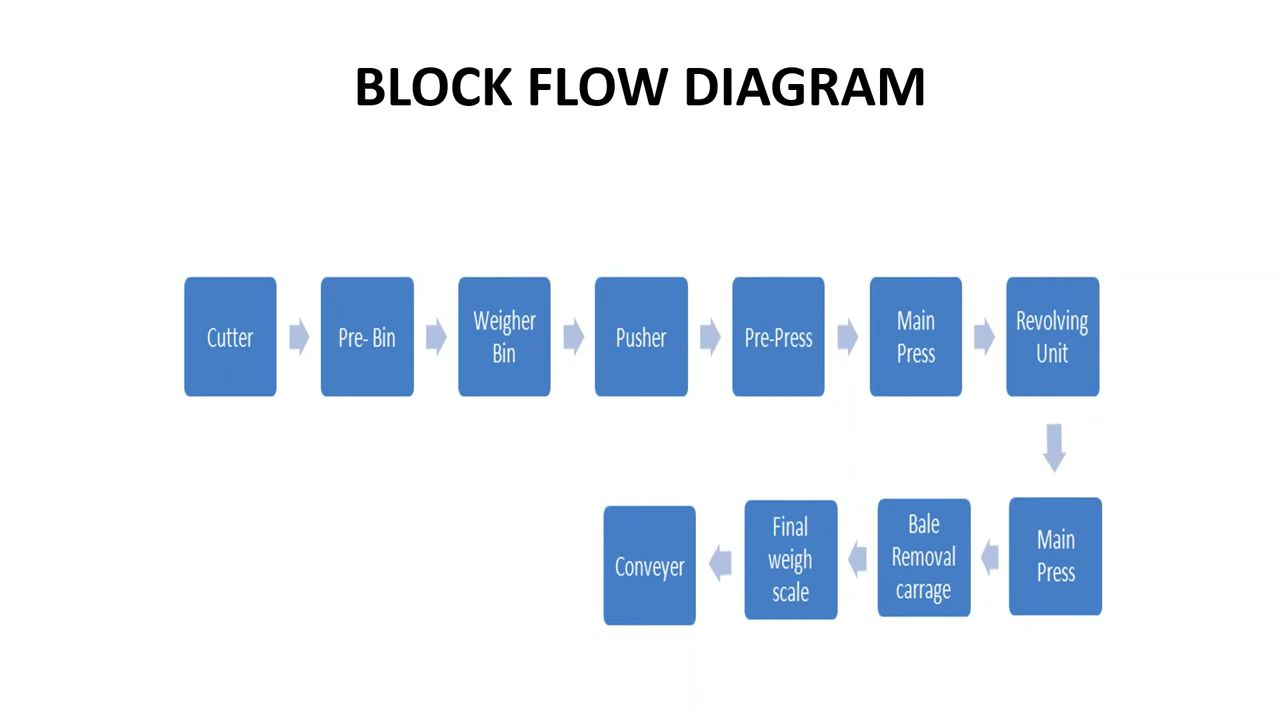 BLOCK FLOW DIAGRAM
Cutter
Pre- Bin
Weigher
Bin
Pusher
Pre-Press
Main
Press
Revolving
Unit
Main
Press
Bale
Removal
carrage
Final
weigh
scale
Conveyer